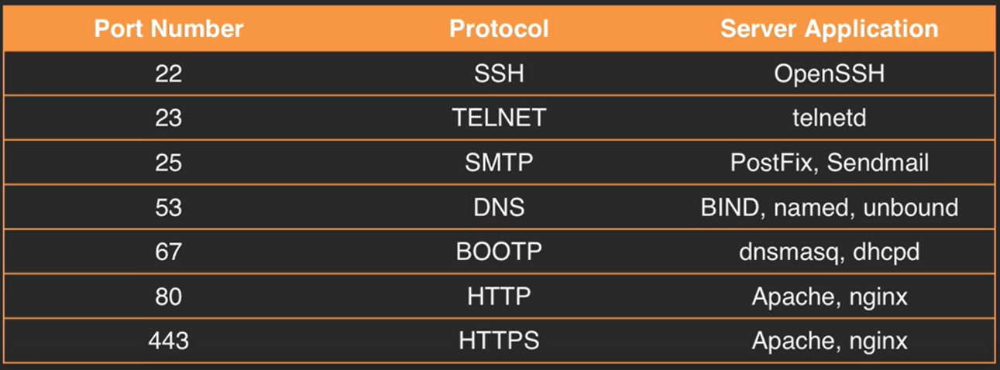 Port Number Protocol Server Application
22 SSH OpenSSH
23 TELNET telnetd
25 SMTP PostFix, Sendmail
53 DNS BIND, named, unbound
67 BOOTP dnsmasq, dhcpd
80 HTTP Apache, nginx
443 HTTPS Apache, nginx